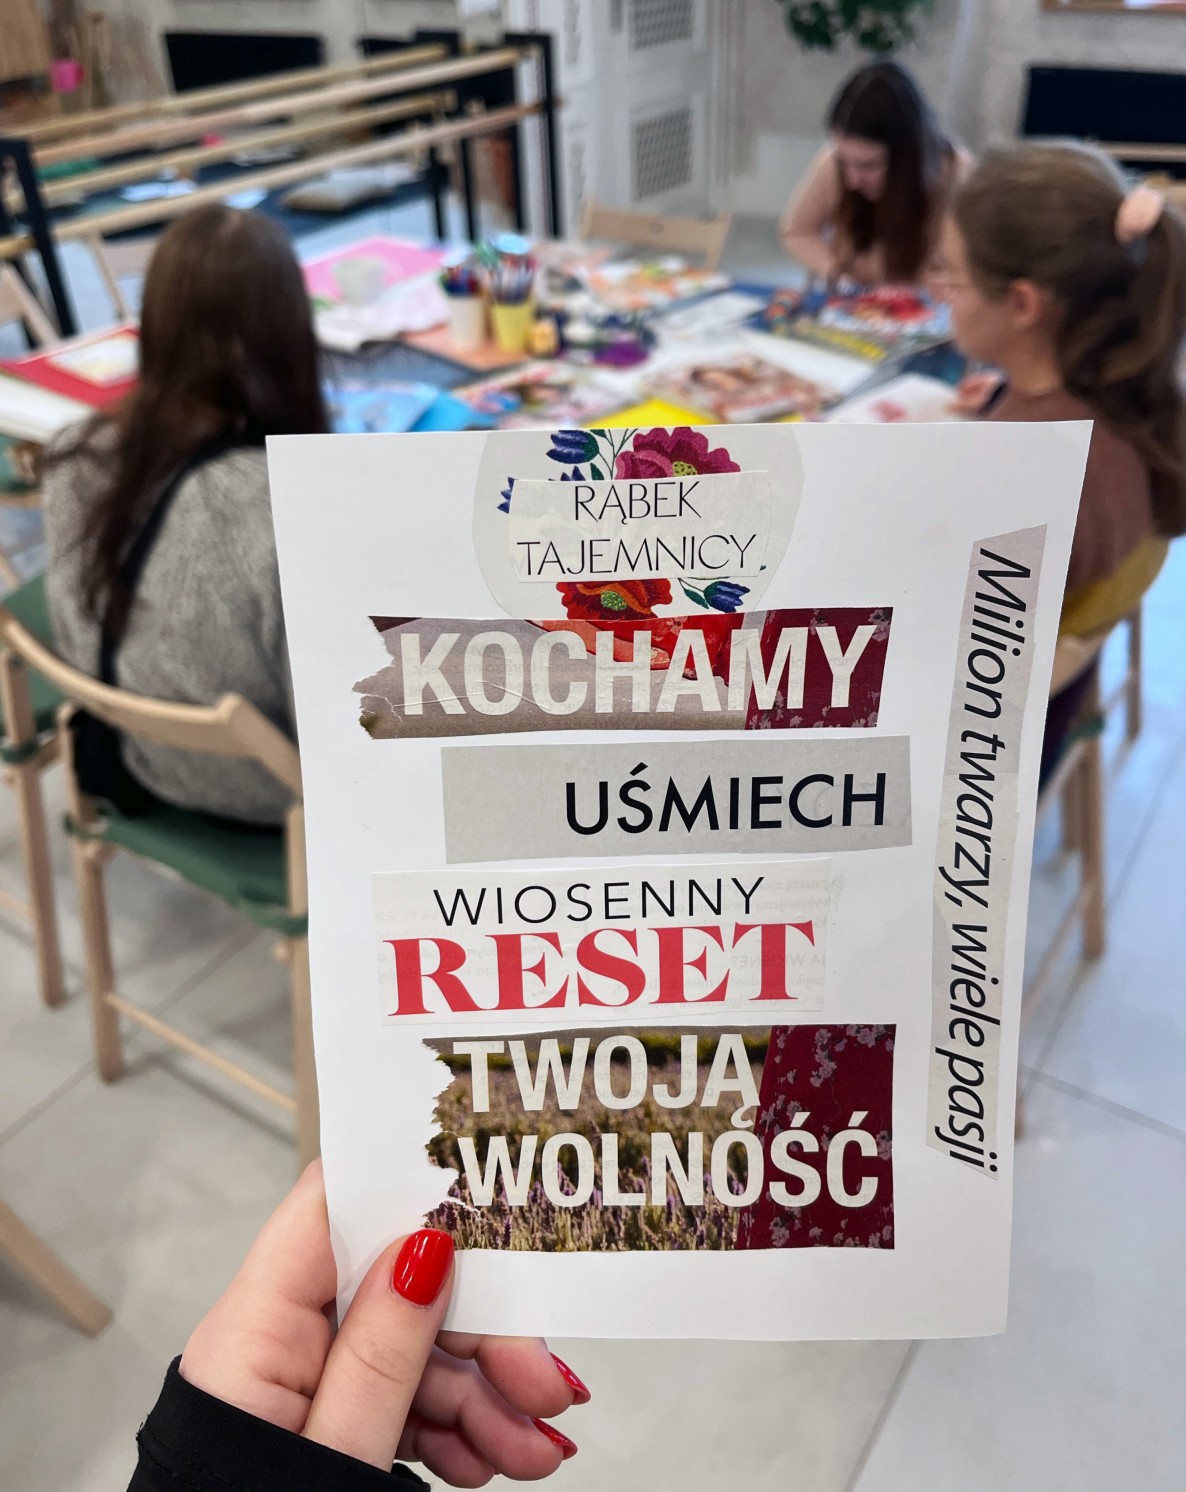 RĄBEK
TAJEMNICY
KOCHAMY
UŚMIECH
WIOSENNY
RESET
TWOJĄ
WOLNOŚĆ
Milion twarzy, wiele pasji